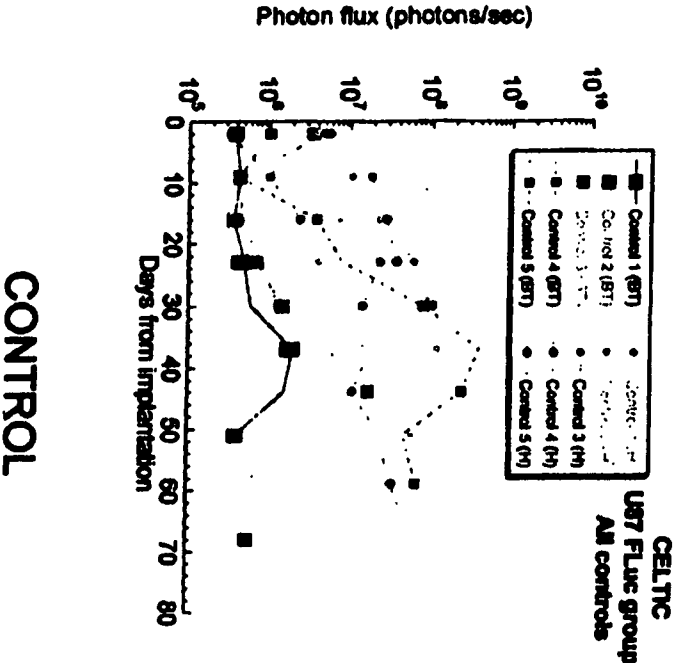 CELTIC
U87 FLuc group
All controls
Control 1 (BT)
Control 2 (BT)
Control 4 (BT)
Control 5 (BT)
Control 3 (H)
Control 4 (H)
Control 5 (H)
Photon flux (photons/sec)
10^10
10^9
10^8
10^7
10^6
10^5
0 10 20 30 40 50 60 70 80
Days from implantation
CONTROL